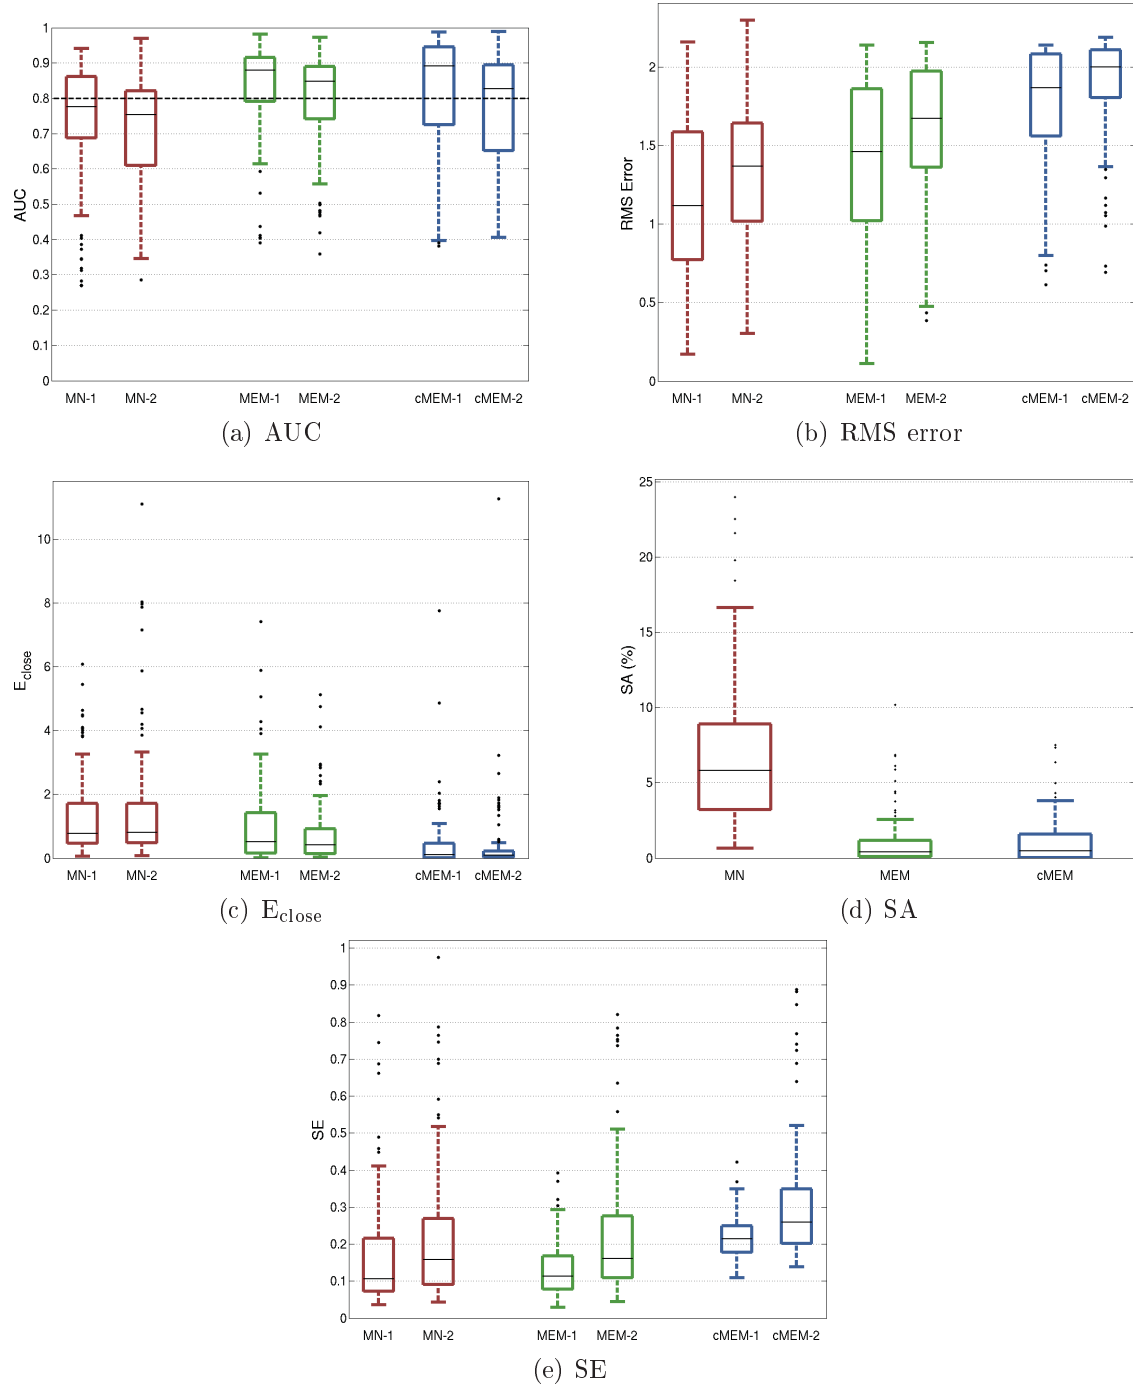 1
0.9
0.8
0.7
0.6
0.5
0.4
0.3
0.2
0.1
0
AUC
MN-1 MN-2 MEM-1 MEM-2 cMEM-1 cMEM-2
(a) AUC
2
1.5
1
0.5
0
RMS Error
MN-1 MN-2 MEM-1 MEM-2 cMEM-1 cMEM-2
(b) RMS error
10
8
6
4
2
0
E_close
MN-1 MN-2 MEM-1 MEM-2 cMEM-1 cMEM-2
(c) E_close
25
20
15
10
5
0
SA (%)
MN MEM cMEM
(d) SA
1
0.9
0.8
0.7
0.6
0.5
0.4
0.3
0.2
0.1
0
SE
MN-1 MN-2 MEM-1 MEM-2 cMEM-1 cMEM-2
(e) SE